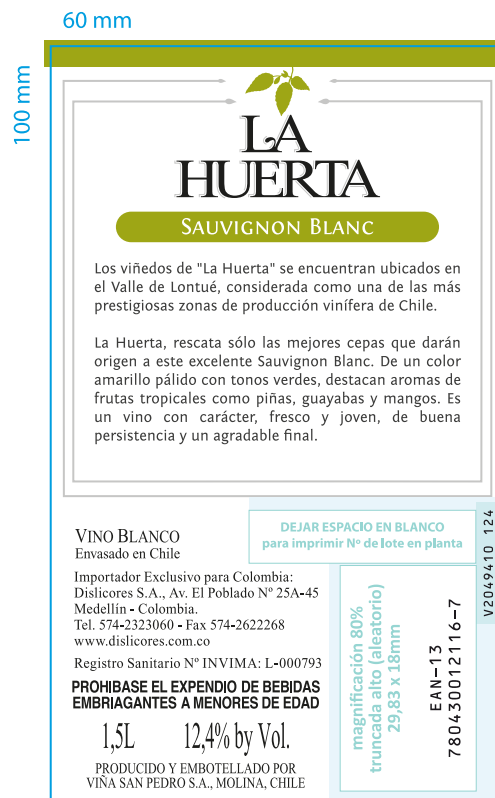 60 mm
100 mm
LA
HUERTA
SAUVIGNON BLANC
Los viñedos de "La Huerta" se encuentran ubicados en
el Valle de Lontué, considerada como una de las más
prestigiosas zonas de producción vinífera de Chile.
La Huerta, rescata sólo las mejores cepas que darán
origen a este excelente Sauvignon Blanc. De un color
amarillo pálido con tonos verdes, destacan aromas de
frutas tropicales como piñas, guayabas y mangos. Es
un vino con carácter, fresco y joven, de buena
persistencia y un agradable final.
VINO BLANCO
Envasado en Chile
Importador Exclusivo para Colombia:
Dislicores S.A., Av. El Poblado Nº 25A-45
Medellín - Colombia.
Tel. 574-2323060 - Fax 574-2622268
www.dislicores.com.co
Registro Sanitario Nº INVIMA: L-000793
PROHIBASE EL EXPENDIO DE BEBIDAS
EMBRIAGANTES A MENORES DE EDAD
1,5L 12,4% by Vol.
PRODUCIDO Y EMBOTELLADO POR
VIÑA SAN PEDRO S.A., MOLINA, CHILE
DEJAR ESPACIO EN BLANCO
para imprimir Nº de lote en planta
magnificación 80%
truncada alto (aleatorio)
29,83 x 18mm
EAN-13
780430012116-7
V2049410 124